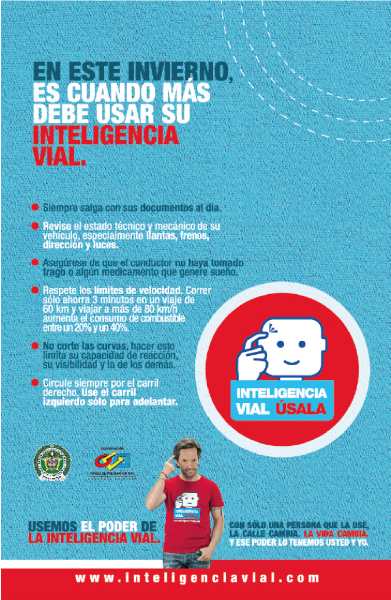 EN ESTE INVIERNO,
ES CUANDO MÁS
DEBE USAR SU
INTELIGENCIA
VIAL.
Siempre salga con sus documentos al día.
Revise el estado técnico y mecánico de su
vehículo, especialmente llantas, frenos,
dirección y luces.
Asegúrese de que el conductor no haya tomado
trago o algún medicamento que genere sueño.
Respete los límites de velocidad. Correr
sólo ahorra 3 minutos en un viaje de
60 km y viajar a más de 80 km/h
aumenta el consumo de combustible
entre un 20% y un 40%.
No corte las curvas, hacer esto
limita su capacidad de reacción,
su visibilidad y la de los demás.
Circule siempre por el carril
derecho. Use el carril
izquierdo sólo para adelantar.
INTELIGENCIA
VIAL ÚSALA
USEMOS EL PODER DE
LA INTELIGENCIA VIAL.
CON SÓLO UNA PERSONA QUE LA USE,
LA CALLE CAMBIA. LA VIDA CAMBIA.
Y ESE PODER LO TENEMOS USTED Y YO.
www.inteligenciavial.com